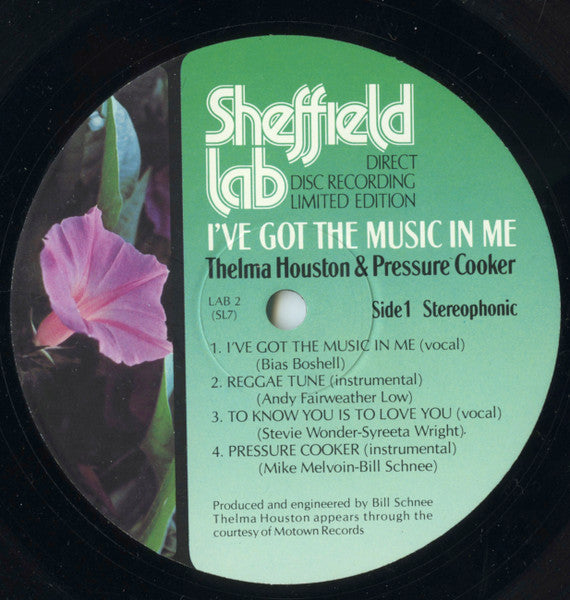 Sheffield
lab
DIRECT
DISC RECORDING
LIMITED EDITION
I'VE GOT THE MUSIC IN ME
Thelma Houston & Pressure Cooker
LAB 2
(SL7)
Side 1 Stereophonic
1. I'VE GOT THE MUSIC IN ME (vocal)
(Bias Boshell)
2. REGGAE TUNE (instrumental)
(Andy Fairweather Low)
3. TO KNOW YOU IS TO LOVE YOU (vocal)
(Stevie Wonder-Syreeta Wright).
4. PRESSURE COOKER (instrumental)
(Mike Melvoin-Bill Schnee)
Produced and engineered by Bill Schnee
Thelma Houston appears through the
courtesy of Motown Records